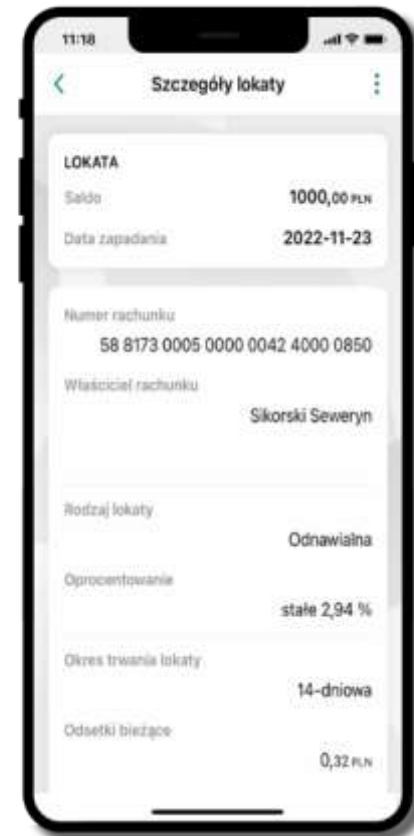 11:18
Szczegóły lokaty
LOKATA
Saldo 1000,00 PLN
Data zapadania 2022-11-23
Numer rachunku
58 8173 0005 0000 0042 4000 0850
Właściciel rachunku
Sikorski Seweryn
Rodzaj lokaty
Odnawialna
Oprocentowanie
stałe 2,94 %
Okres trwania lokaty
14-dniowa
Odsetki bieżące
0,32 PLN